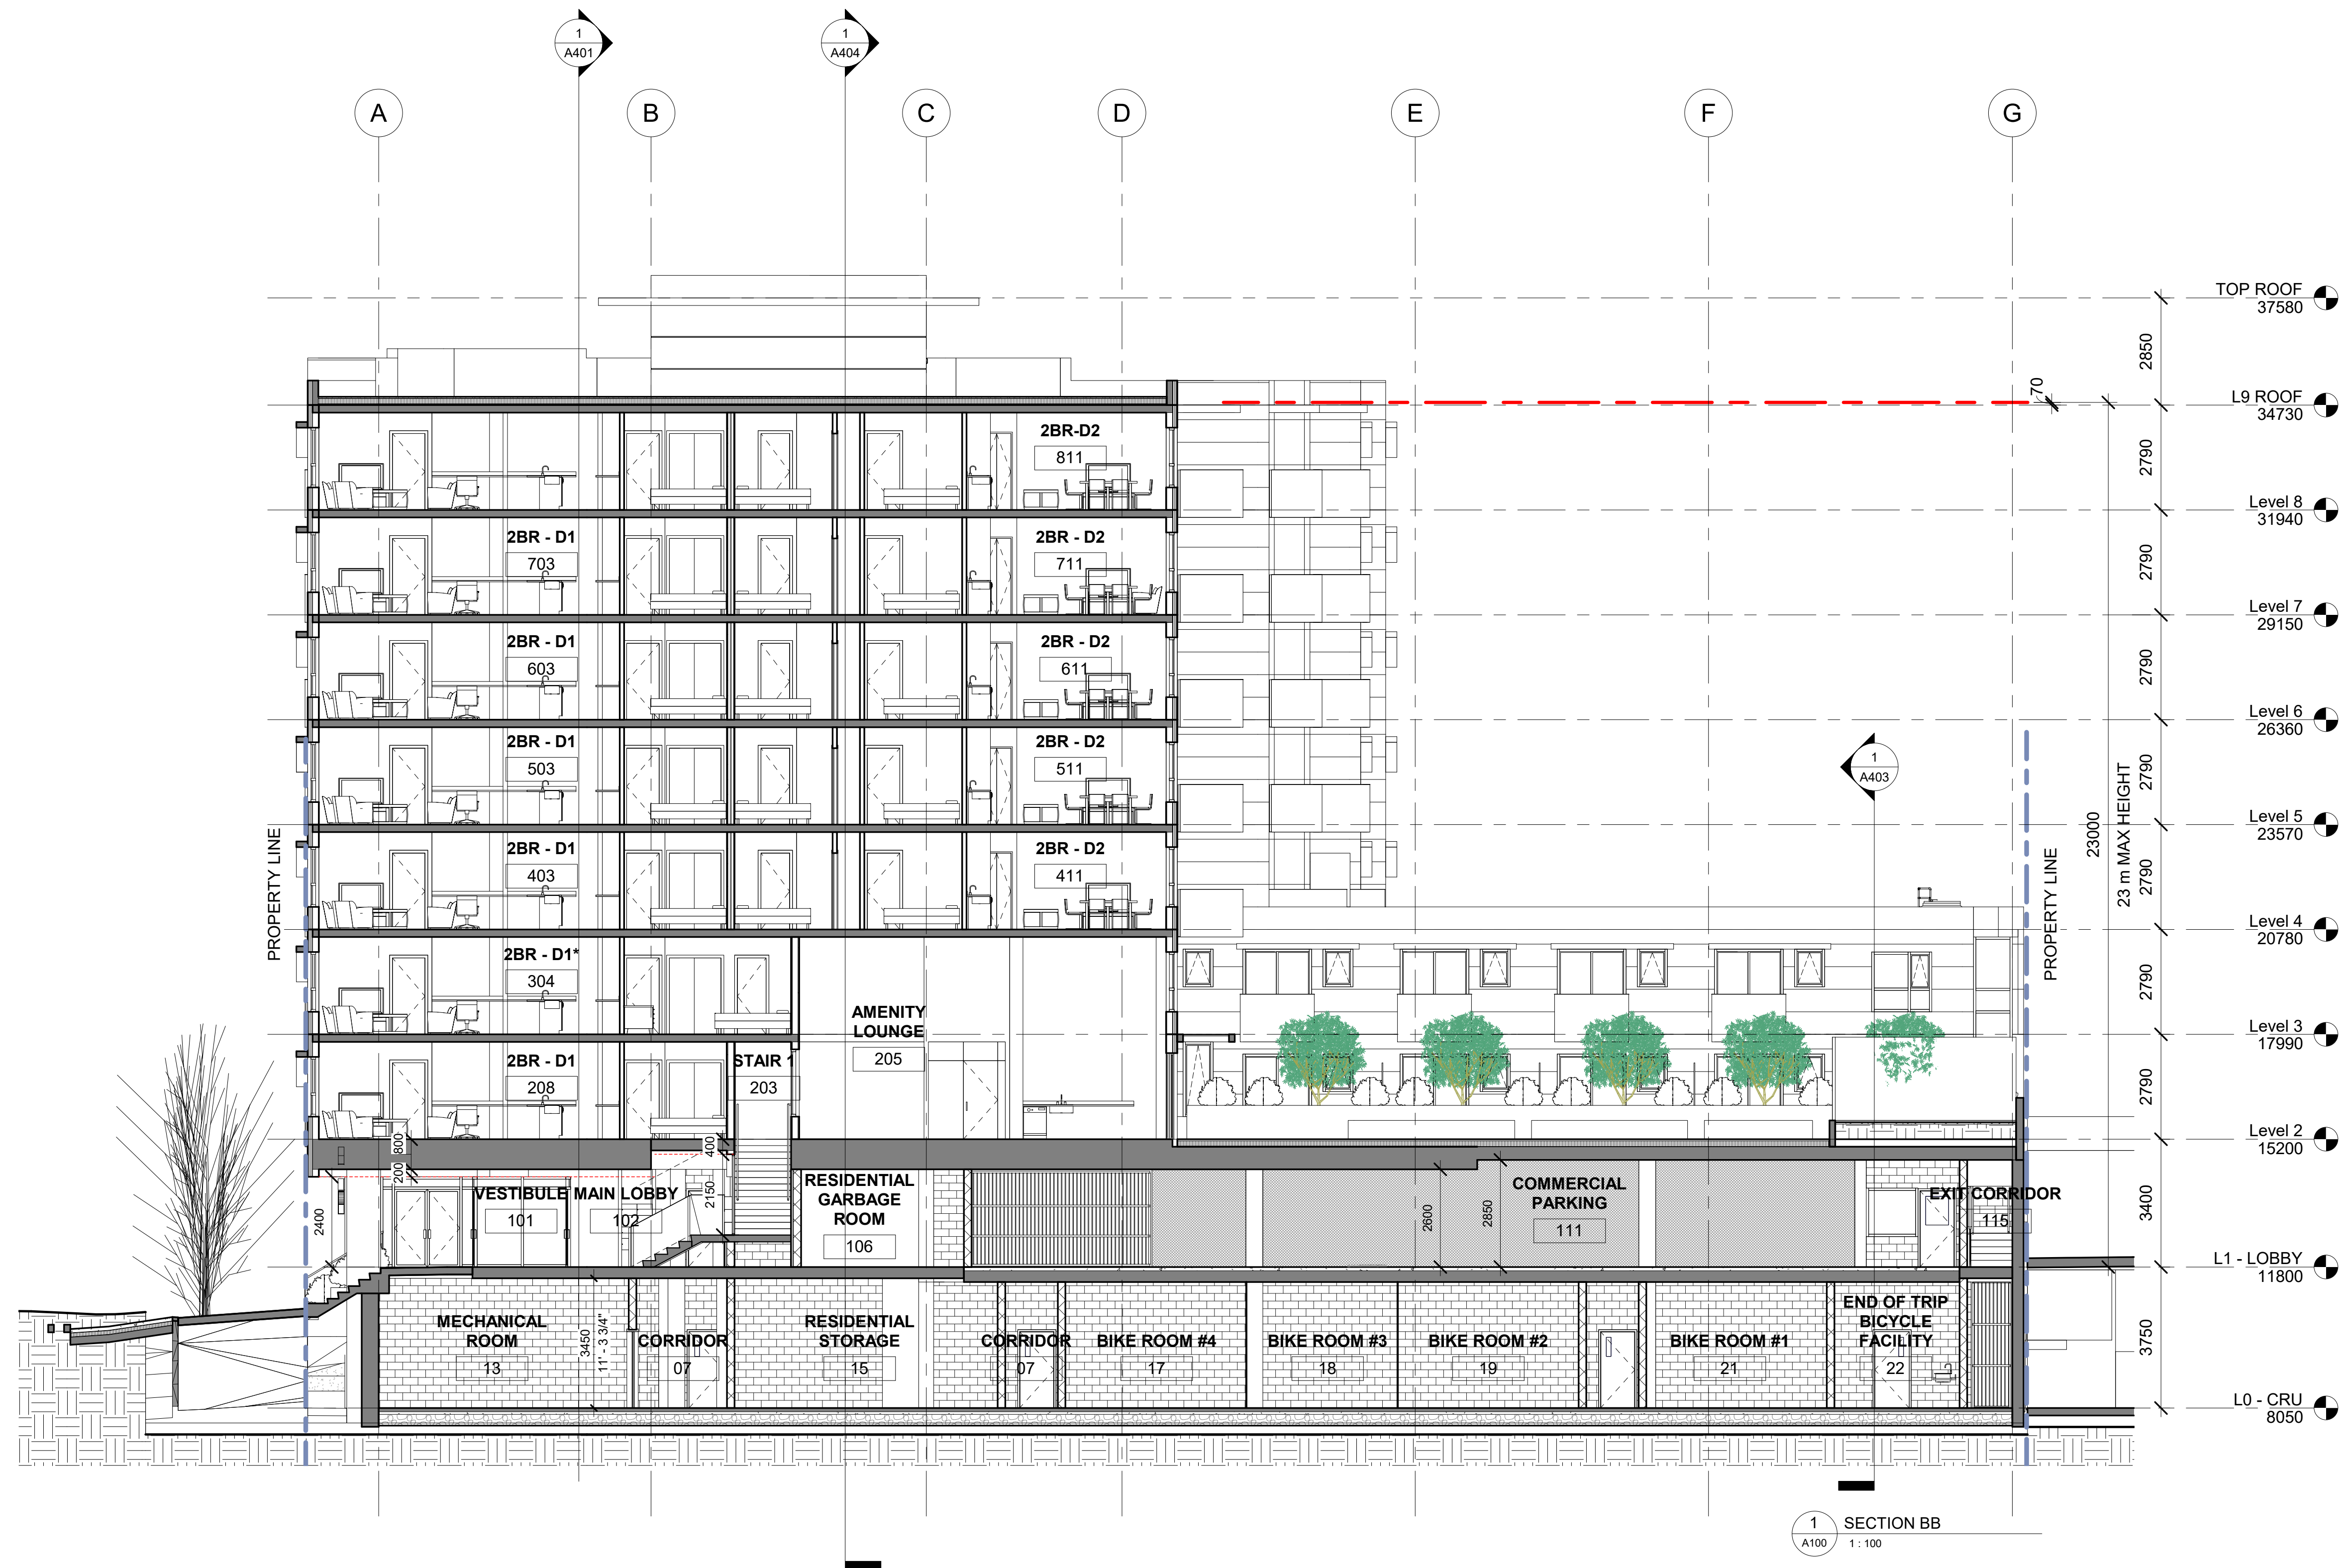 1
A401
1
A404
A
B
C
D
E
F
G
TOP ROOF
37580
2850
70
L9 ROOF
34730
2BR-D2
811
2790
Level 8
31940
2BR - D1
703
2BR - D2
711
2790
Level 7
29150
2BR - D1
603
2BR - D2
611
2790
Level 6
26360
2BR - D1
503
2BR - D2
511
1
A403
2790
Level 5
23570
PROPERTY LINE
2BR - D1
403
2BR - D2
411
PROPERTY LINE
23000
23 m MAX HEIGHT
2790
Level 4
20780
2BR - D1*
304
AMENITY
LOUNGE
205
2790
Level 3
17990
2BR - D1
208
STAIR 1
203
2790
Level 2
15200
800
200
400
2400
VESTIBULE
101
MAIN LOBBY
102
2150
RESIDENTIAL
GARBAGE
ROOM
106
2600
2850
COMMERCIAL
PARKING
111
EXIT CORRIDOR
115
3400
L1 - LOBBY
11800
MECHANICAL
ROOM
13
3450
11' - 3 3/4"
CORRIDOR
07
RESIDENTIAL
STORAGE
15
CORRIDOR
07
BIKE ROOM #4
17
BIKE ROOM #3
18
BIKE ROOM #2
19
BIKE ROOM #1
21
END OF TRIP
BICYCLE
FACILITY
22
3750
L0 - CRU
8050
1
A100
SECTION BB
1 : 100